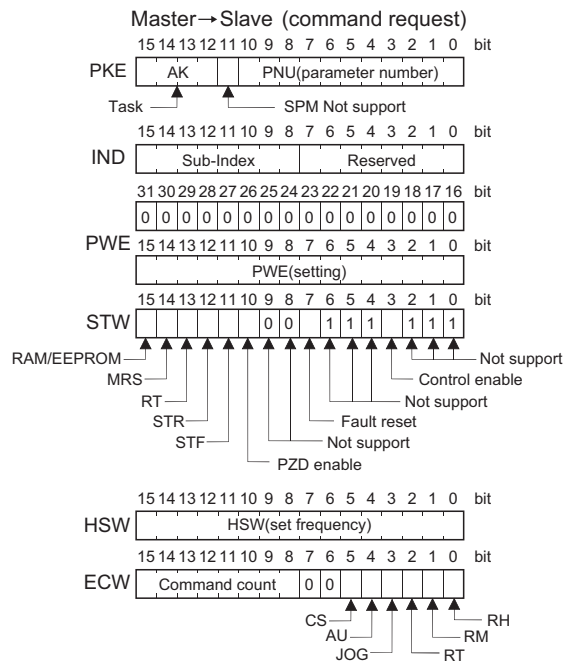 Master→Slave (command request)
15 14 13 12 11 10 9 8 7 6 5 4 3 2 1 0 bit
PKE AK PNU(parameter number)
Task SPM Not support
15 14 13 12 11 10 9 8 7 6 5 4 3 2 1 0 bit
IND Sub-Index Reserved
31 30 29 28 27 26 25 24 23 22 21 20 19 18 17 16
0 0 0 0 0 0 0 0 0 0 0 0 0 0 0 0
PWE
15 14 13 12 11 10 9 8 7 6 5 4 3 2 1 0 bit
PWE(setting)
15 14 13 12 11 10 9 8 7 6 5 4 3 2 1 0 bit
STW 0 0 1 1 1 1 1 1
RAM/EEPROM Not support
MRS Control enable
RT Not support
STR Fault reset
STF Not support
PZD enable
15 14 13 12 11 10 9 8 7 6 5 4 3 2 1 0 bit
HSW HSW(set frequency)
15 14 13 12 11 10 9 8 7 6 5 4 3 2 1 0 bit
ECW Command count 0 0
CS RH
AU RM
JOG RT